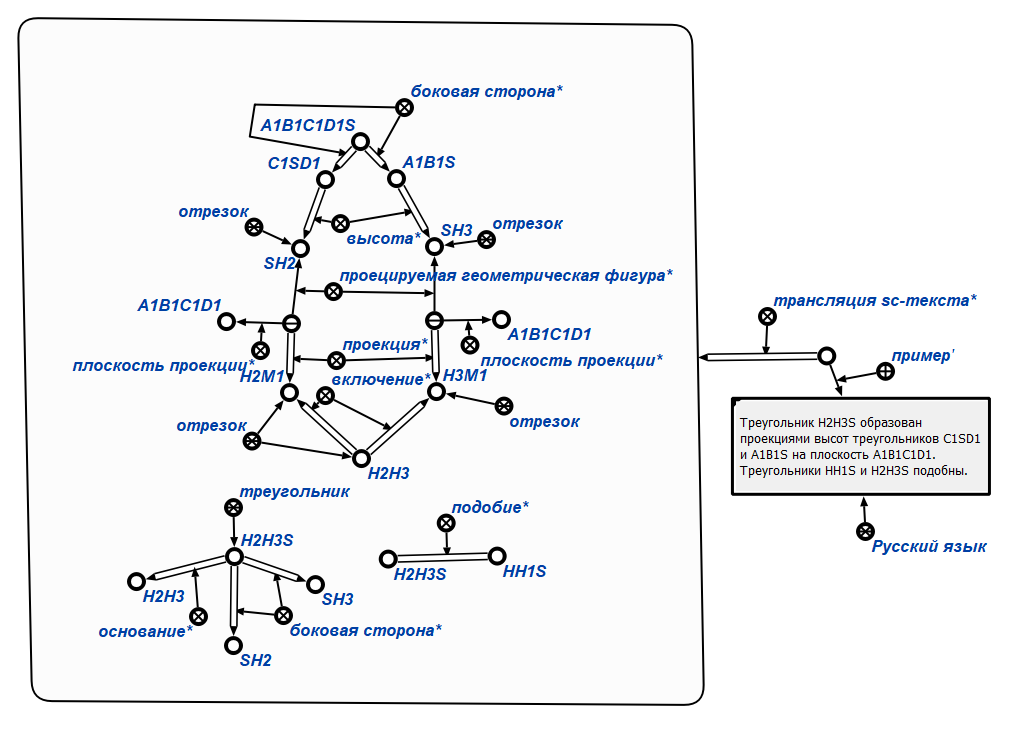 боковая сторона*
A1B1C1D1S
C1SD1
A1B1S
отрезок
отрезок
SH3
высота*
SH2
проецируемая геометрическая фигура*
A1B1C1D1
A1B1C1D1
трансляция sc-текста*
проекция*
плоскость проекции*
плоскость проекции*
пример'
H2M1
включение*
H3M1
отрезок
отрезок
H2H3
Треугольник H2H3S образован
проекциями высот треугольников C1SD1
и A1B1S на плоскость A1B1C1D1.
Треугольники HH1S и H2H3S подобны.
Русский язык
треугольник
подобие*
H2H3S
H2H3S
HH1S
H2H3
SH3
основание*
боковая сторона*
SH2